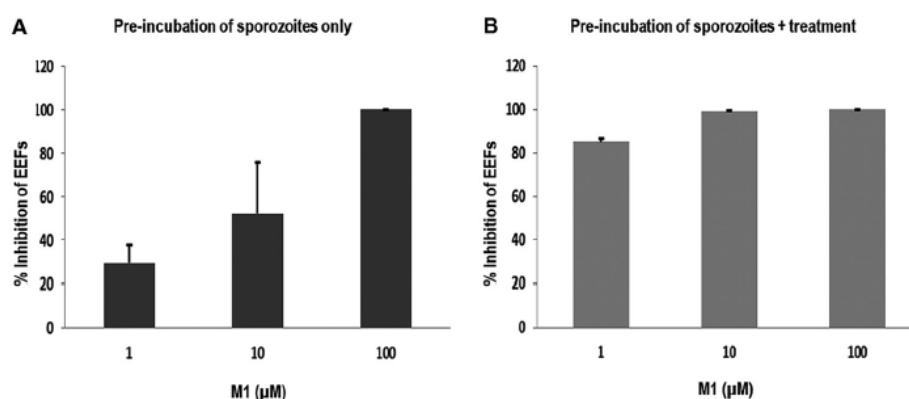 A
Pre-incubation of sporozoites only
% Inhibition of EEFs
120
100
80
60
40
20
0
1 10 100
M1 (µM)
B
Pre-incubation of sporozoites + treatment
% Inhibition of EEFs
120
100
80
60
40
20
0
1 10 100
M1 (µM)